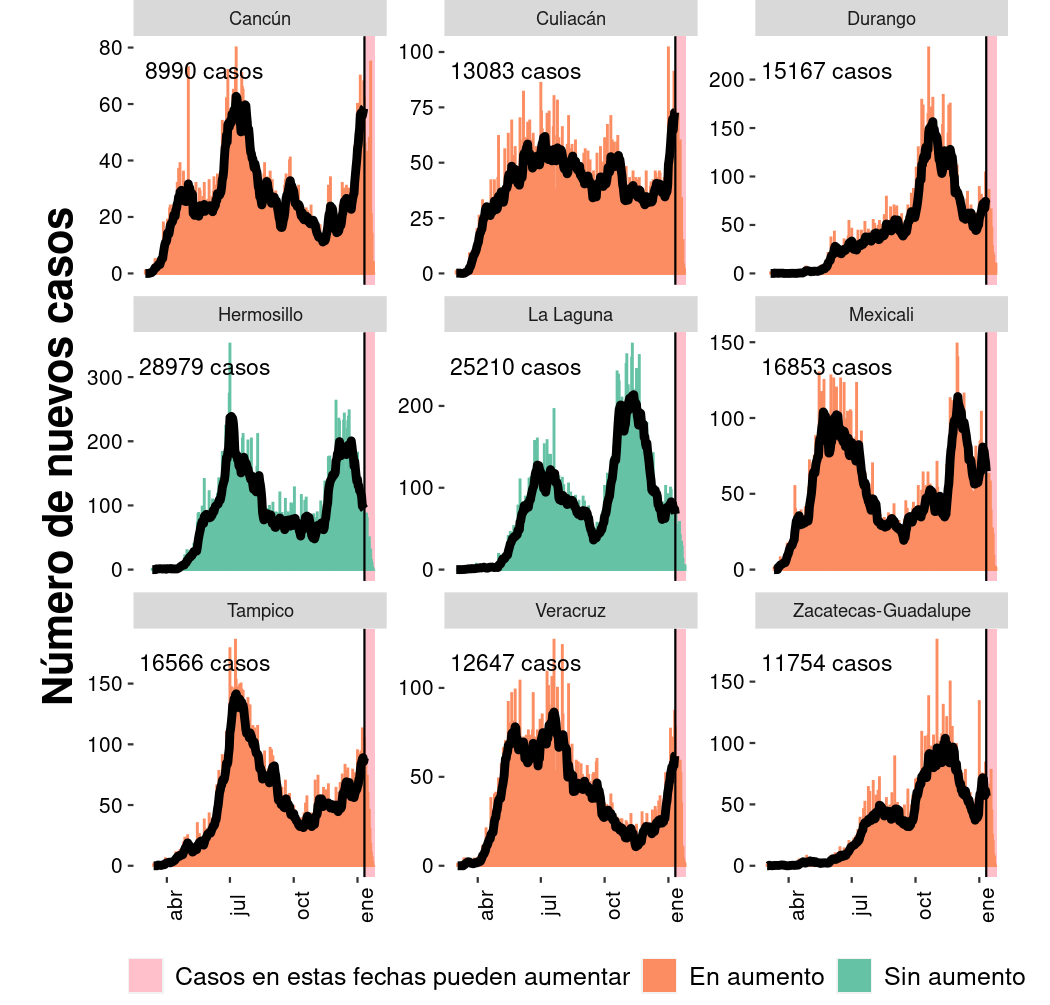 Número de nuevos casos
Cancún
Culiacán
Durango
80
60
40
20
0
8990 casos
100
75
50
25
0
13083 casos
200
150
100
50
0
15167 casos
Hermosillo
La Laguna
Mexicali
300
200
100
0
28979 casos
200
100
0
25210 casos
150
100
50
0
16853 casos
Tampico
Veracruz
Zacatecas-Guadalupe
150
100
50
0
16566 casos
100
50
0
12647 casos
150
100
50
0
11754 casos
abr
jul
oct
ene
abr
jul
oct
ene
abr
jul
oct
ene
Casos en estas fechas pueden aumentar
En aumento
Sin aumento